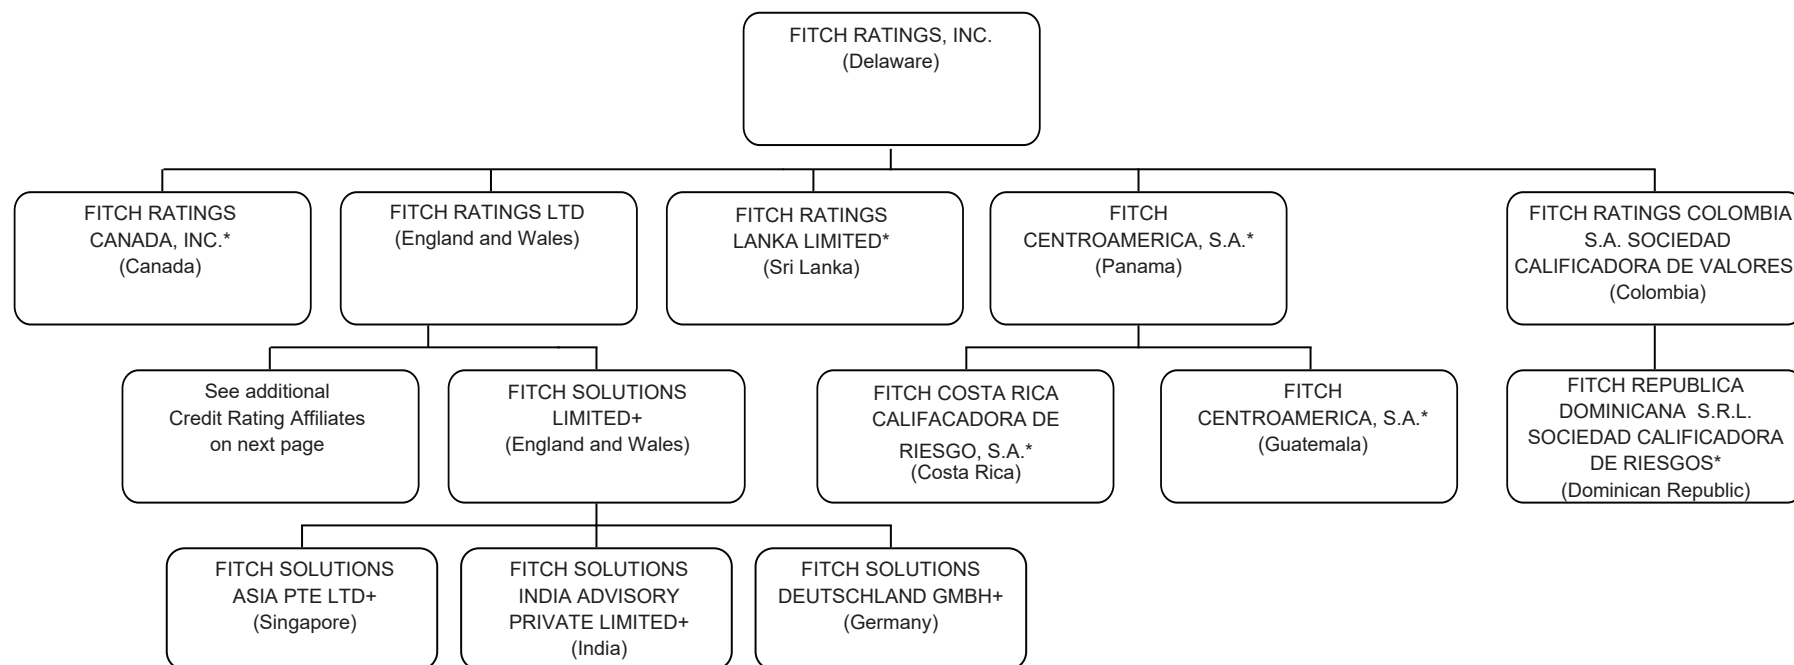 FITCH RATINGS, INC.
(Delaware)
FITCH RATINGS
CANADA, INC.*
(Canada)
FITCH RATINGS LTD
(England and Wales)
FITCH RATINGS
LANKA LIMITED*
(Sri Lanka)
FITCH
CENTROAMERICA, S.A.*
(Panama)
FITCH RATINGS COLOMBIA
S.A. SOCIEDAD
CALIFICADORA DE VALORES
(Colombia)
See additional
Credit Rating Affiliates
on next page
FITCH SOLUTIONS
LIMITED+
(England and Wales)
FITCH COSTA RICA
CALIFACADORA DE
RIESGO, S.A.*
(Costa Rica)
FITCH
CENTROAMERICA, S.A.*
(Guatemala)
FITCH REPUBLICA
DOMINICANA S.R.L.
SOCIEDAD CALIFICADORA
DE RIESGOS*
(Dominican Republic)
FITCH SOLUTIONS
ASIA PTE LTD+
(Singapore)
FITCH SOLUTIONS
INDIA ADVISORY
PRIVATE LIMITED+
(India)
FITCH SOLUTIONS
DEUTSCHLAND GMBH+
(Germany)